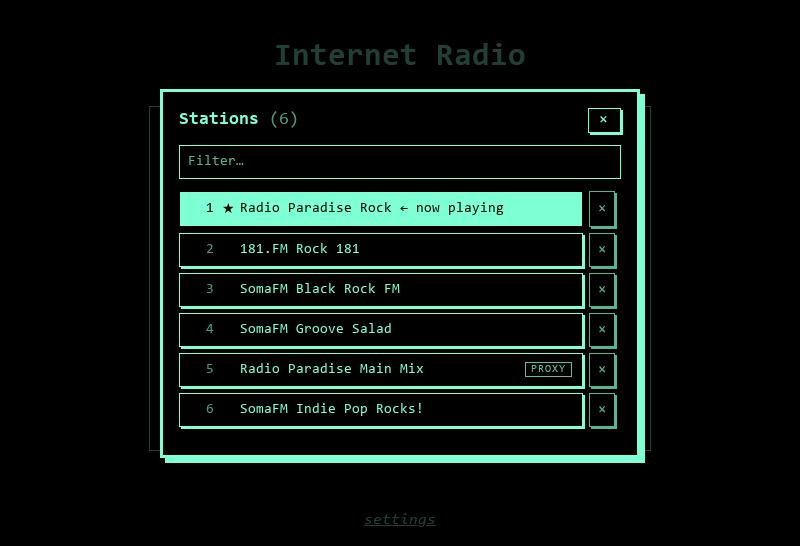 Internet Radio
Stations (6) ×
Filter…
1 ★ Radio Paradise Rock ← now playing ×
2 181.FM Rock 181 ×
3 SomaFM Black Rock FM ×
4 SomaFM Groove Salad ×
5 Radio Paradise Main Mix PROXY ×
6 SomaFM Indie Pop Rocks! ×
settings